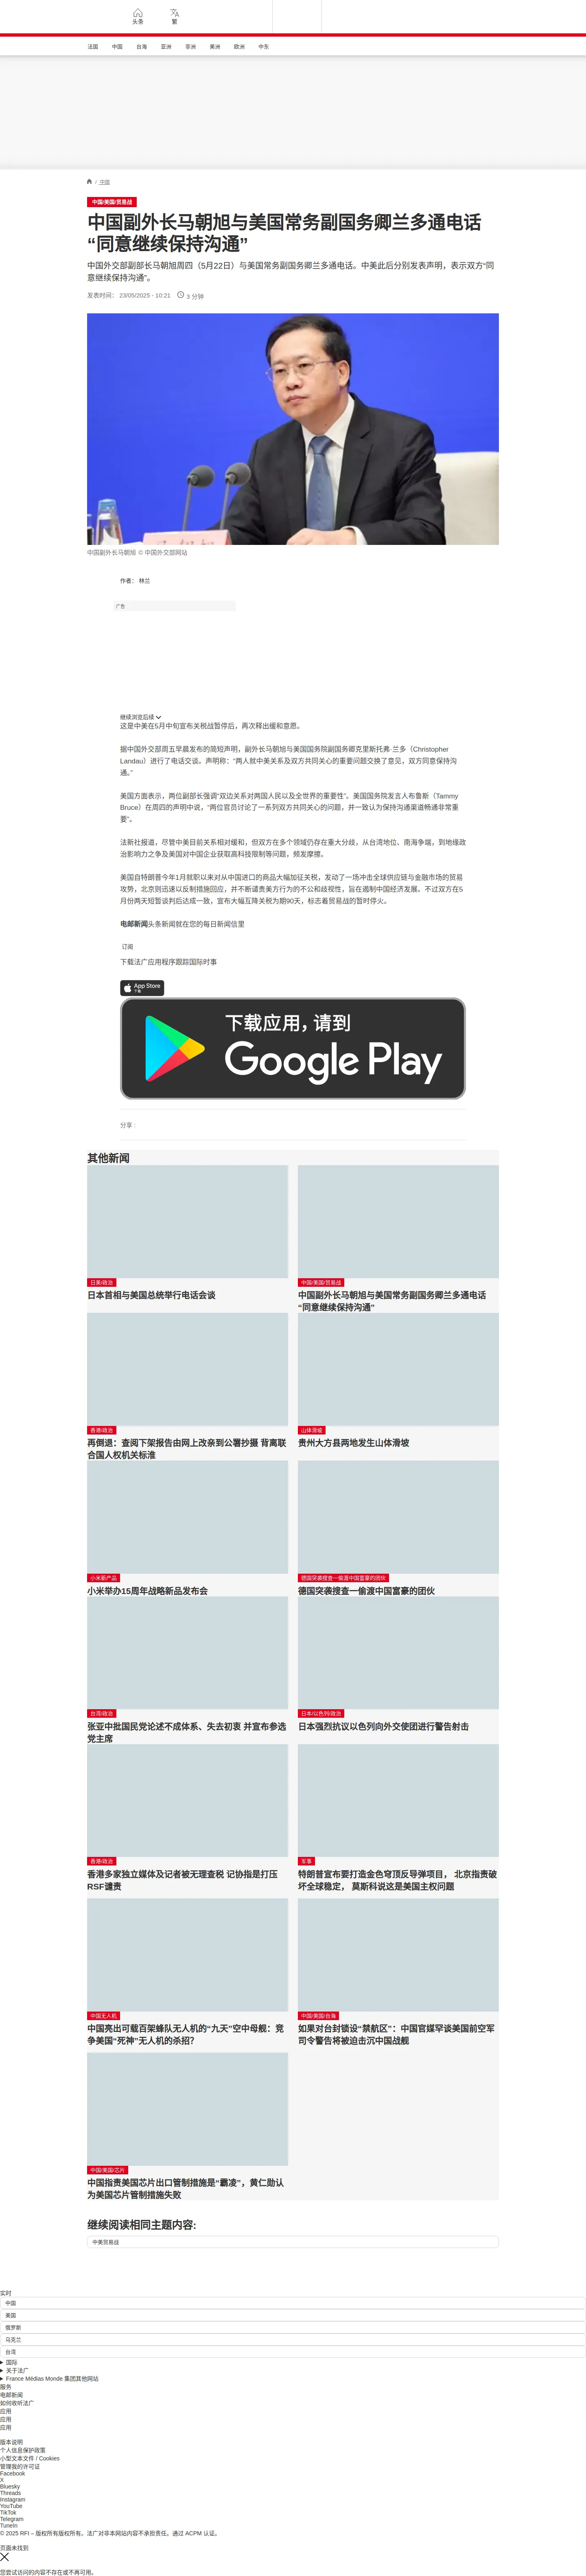 头条
繁
法国
中国
台海
亚洲
非洲
美洲
欧洲
中东
/ 中国
中国/美国/贸易战
中国副外长马朝旭与美国常务副国务卿兰多通电话
“同意继续保持沟通”
中国外交部副部长马朝旭周四（5月22日）与美国常务副国务卿兰多通电话。中美此后分别发表声明，表示双方“同
意继续保持沟通”。
发表时间： 23/05/2025 - 10:21
3 分钟
中国副外长马朝旭 © 中国外交部网站
作者： 林兰
广告
继续浏览后续
这是中美在5月中旬宣布关税战暂停后，再次释出缓和意愿。
据中国外交部周五早晨发布的简短声明，副外长马朝旭与美国国务院副国务卿克里斯托弗·兰多（Christopher
Landau）进行了电话交谈。声明称：“两人就中美关系及双方共同关心的重要问题交换了意见，双方同意保持沟
通。”
美国方面表示，两位副部长强调“双边关系对两国人民以及全世界的重要性”。美国国务院发言人布鲁斯（Tammy
Bruce）在周四的声明中说，“两位官员讨论了一系列双方共同关心的问题，并一致认为保持沟通渠道畅通非常重
要”。
法新社报道，尽管中美目前关系相对缓和，但双方在多个领域仍存在重大分歧，从台湾地位、南海争端，到地缘政
治影响力之争及美国对中国企业获取高科技限制等问题，频发摩擦。
美国自特朗普今年1月就职以来对从中国进口的商品大幅加征关税，发动了一场冲击全球供应链与金融市场的贸易
攻势，北京则迅速以反制措施回应，并不断谴责美方行为的不公和歧视性，旨在遏制中国经济发展。不过双方在5
月份两天短暂谈判后达成一致，宣布大幅互降关税为期90天，标志着贸易战的暂时停火。
电邮新闻头条新闻就在您的每日新闻信里
订阅
下载法广应用程序跟踪国际时事
App Store
下载
下载应用，请到
Google Play
分享 :
其他新闻
日美/政治
日本首相与美国总统举行电话会谈
中国/美国/贸易战
中国副外长马朝旭与美国常务副国务卿兰多通电话
“同意继续保持沟通”
香港/政治
再倒退：查阅下架报告由网上改亲到公署抄摄 背离联
合国人权机关标淮
山体滑坡
贵州大方县两地发生山体滑坡
小米新产品
小米举办15周年战略新品发布会
德国突袭搜查一偷渡中国富豪的团伙
德国突袭搜查一偷渡中国富豪的团伙
台湾/政治
张亚中批国民党论述不成体系、失去初衷 并宣布参选
党主席
日本/以色列/政治
日本强烈抗议以色列向外交使团进行警告射击
香港/政治
香港多家独立媒体及记者被无理查税 记协指是打压
RSF谴责
军事
特朗普宣布要打造金色穹顶反导弹项目， 北京指责破
坏全球稳定， 莫斯科说这是美国主权问题
中国无人机
中国亮出可载百架蜂队无人机的“九天”空中母舰：竞
争美国“死神”无人机的杀招？
中国/美国/台海
如果对台封锁设“禁航区”：中国官媒罕谈美国前空军
司令警告将被迫击沉中国战舰
中国/美国/芯片
中国指责美国芯片出口管制措施是“霸凌”，黄仁勋认
为美国芯片管制措施失败
继续阅读相同主题内容:
中美贸易战
实时
中国
美国
俄罗斯
乌克兰
台湾
国际
关于法广
France Médias Monde 集团其他网站
服务
电邮新闻
如何收听法广
应用
应用
应用
版本说明
个人信息保护政策
小型文本文件 / Cookies
管理我的许可证
Facebook
X
Bluesky
Threads
Instagram
YouTube
TikTok
Telegram
TuneIn
© 2025 RFI – 版权所有版权所有。法广对非本网站内容不承担责任。通过 ACPM 认证。
页面未找到
您尝试访问的内容不存在或不再可用。